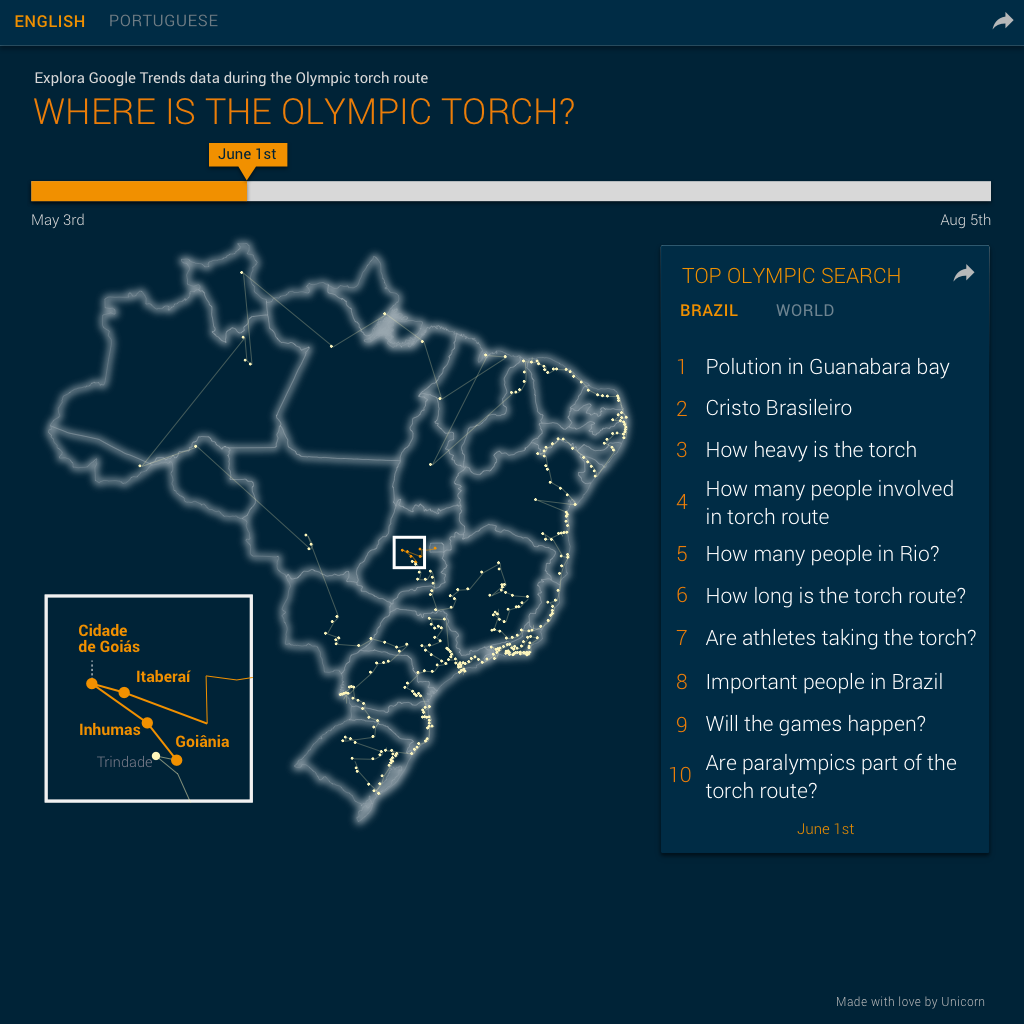 ENGLISH PORTUGUESE
Explora Google Trends data during the Olympic torch route
WHERE IS THE OLYMPIC TORCH?
June 1st
May 3rd
Aug 5th
TOP OLYMPIC SEARCH
BRAZIL WORLD
1 Polution in Guanabara bay
2 Cristo Brasileiro
3 How heavy is the torch
4 How many people involved
in torch route
5 How many people in Rio?
6 How long is the torch route?
7 Are athletes taking the torch?
8 Important people in Brazil
9 Will the games happen?
10 Are paralympics part of the
torch route?
June 1st
Cidade
de Goiás
Itaberaí
Inhumas
Goiânia
Trindade
Made with love by Unicorn